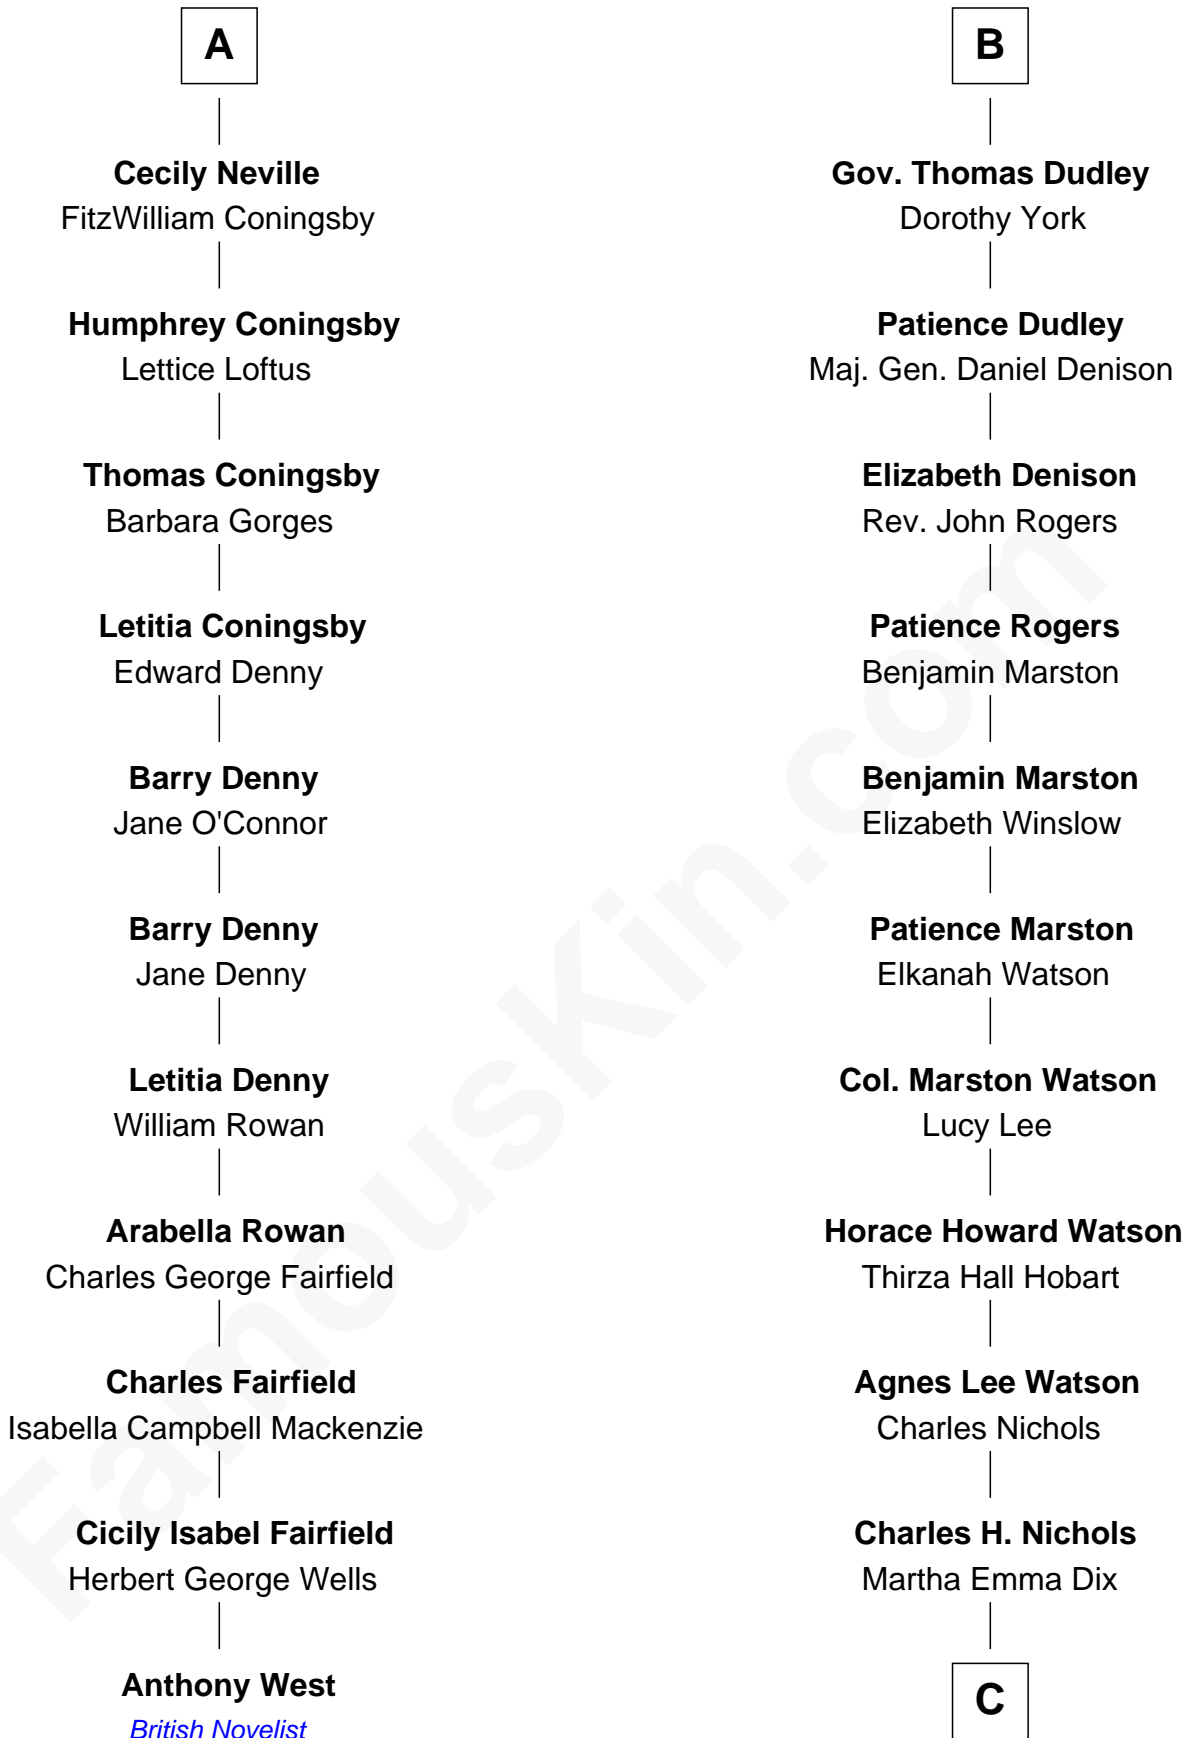 A
Cecily Neville
FitzWilliam Coningsby
Humphrey Coningsby
Lettice Loftus
Thomas Coningsby
Barbara Gorges
Letitia Coningsby
Edward Denny
Barry Denny
Jane O'Connor
Barry Denny
Jane Denny
Letitia Denny
William Rowan
Arabella Rowan
Charles George Fairfield
Charles Fairfield
Isabella Campbell Mackenzie
Cicily Isabel Fairfield
Herbert George Wells
Anthony West
British Novelist
B
Gov. Thomas Dudley
Dorothy York
Patience Dudley
Maj. Gen. Daniel Denison
Elizabeth Denison
Rev. John Rogers
Patience Rogers
Benjamin Marston
Benjamin Marston
Elizabeth Winslow
Patience Marston
Elkanah Watson
Col. Marston Watson
Lucy Lee
Horace Howard Watson
Thirza Hall Hobart
Agnes Lee Watson
Charles Nichols
Charles H. Nichols
Martha Emma Dix
C
FamousKin.com